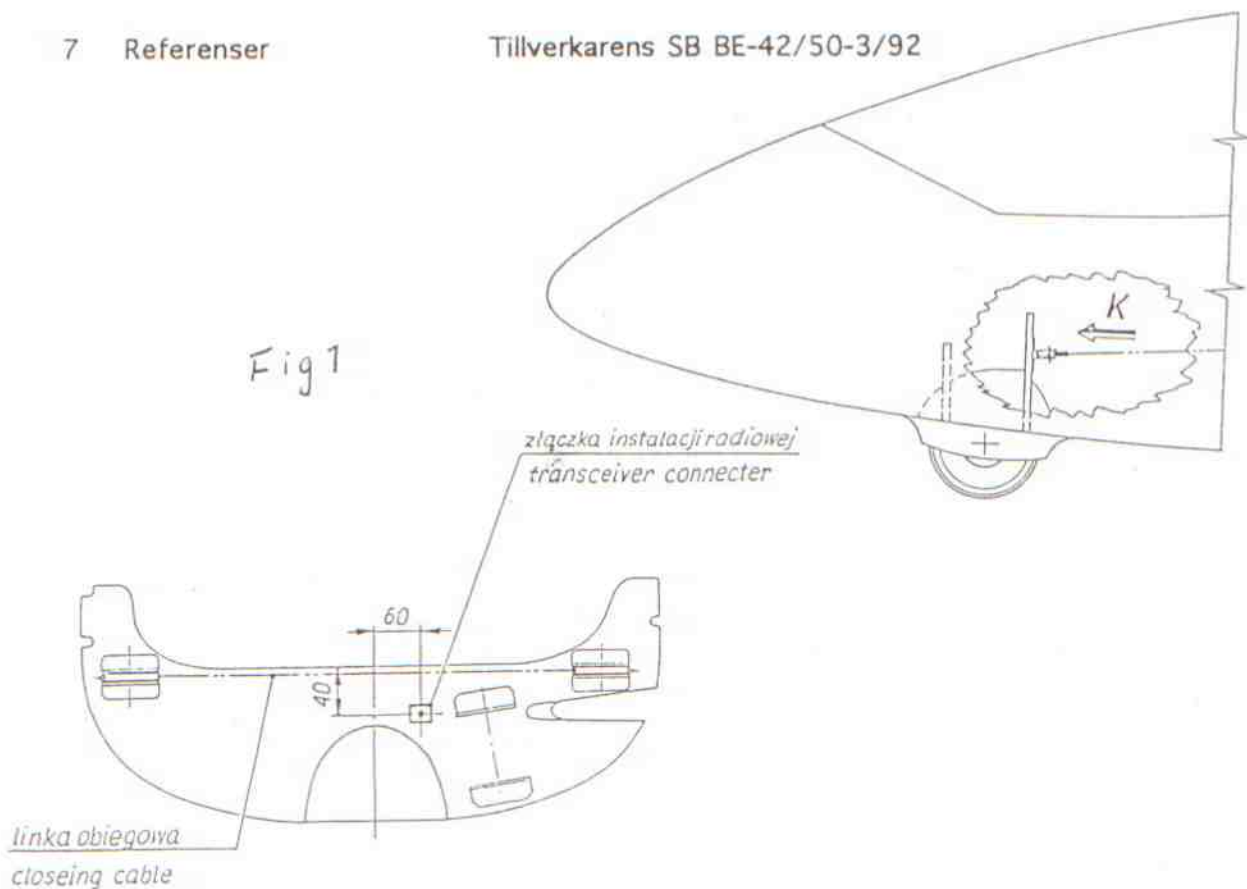 7 Referenser Tillverkarens SB BE-42/50-3/92
K
Fig 1
złączka instalacji radiowej
transceiver connecter
60
40
linka obiegowa
closeing cable